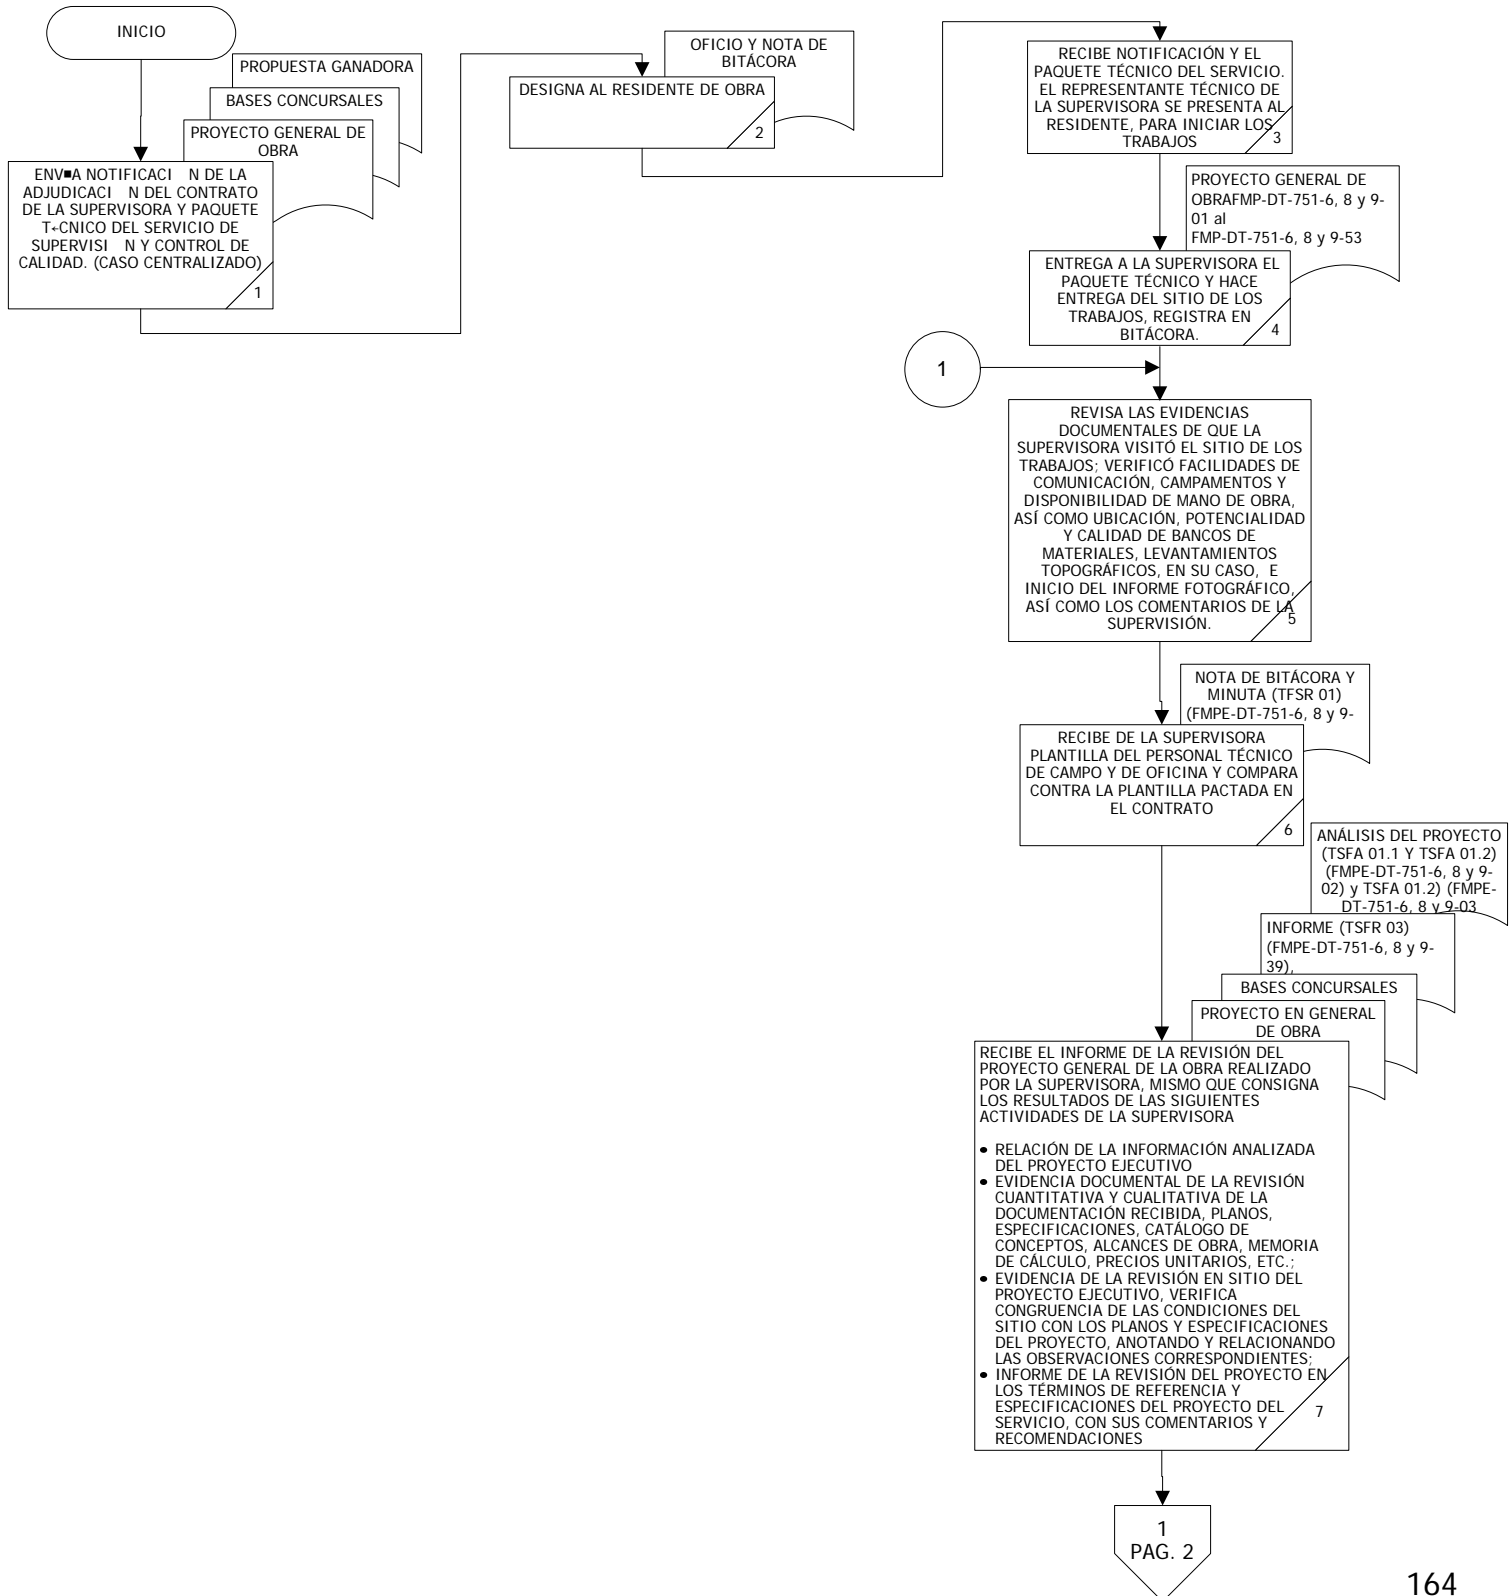 INICIO
PROPUESTA GANADORA
BASES CONCURSALES
PROYECTO GENERAL DE
OBRA
ENV■A NOTIFICACI N DE LA
ADJUDICACI N DEL CONTRATO
DE LA SUPERVISORA Y PAQUETE
T←CNICO DEL SERVICIO DE
SUPERVISI N Y CONTROL DE
CALIDAD. (CASO CENTRALIZADO)
1
OFICIO Y NOTA DE
BITÁCORA
DESIGNA AL RESIDENTE DE OBRA
2
RECIBE NOTIFICACIÓN Y EL
PAQUETE TÉCNICO DEL SERVICIO.
EL REPRESENTANTE TÉCNICO DE
LA SUPERVISORA SE PRESENTA AL
RESIDENTE, PARA INICIAR LOS
TRABAJOS
3
PROYECTO GENERAL DE
OBRAFMP-DT-751-6, 8 y 9-
01 al
FMP-DT-751-6, 8 y 9-53
ENTREGA A LA SUPERVISORA EL
PAQUETE TÉCNICO Y HACE
ENTREGA DEL SITIO DE LOS
TRABAJOS, REGISTRA EN
BITÁCORA.
4
1
REVISA LAS EVIDENCIAS
DOCUMENTALES DE QUE LA
SUPERVISORA VISITÓ EL SITIO DE LOS
TRABAJOS; VERIFICÓ FACILIDADES DE
COMUNICACIÓN, CAMPAMENTOS Y
DISPONIBILIDAD DE MANO DE OBRA,
ASÍ COMO UBICACIÓN, POTENCIALIDAD
Y CALIDAD DE BANCOS DE
MATERIALES, LEVANTAMIENTOS
TOPOGRÁFICOS, EN SU CASO, E
INICIO DEL INFORME FOTOGRÁFICO,
ASÍ COMO LOS COMENTARIOS DE LA
SUPERVISIÓN.
5
NOTA DE BITÁCORA Y
MINUTA (TFSR 01)
(FMPE-DT-751-6, 8 y 9-
RECIBE DE LA SUPERVISORA
PLANTILLA DEL PERSONAL TÉCNICO
DE CAMPO Y DE OFICINA Y COMPARA
CONTRA LA PLANTILLA PACTADA EN
EL CONTRATO
6
ANÁLISIS DEL PROYECTO
(TSFA 01.1 Y TSFA 01.2)
(FMPE-DT-751-6, 8 y 9-
02) y TSFA 01.2) (FMPE-
DT-751-6, 8 y 9-03
INFORME (TSFR 03)
(FMPE-DT-751-6, 8 y 9-
39),
BASES CONCURSALES
PROYECTO EN GENERAL
DE OBRA
RECIBE EL INFORME DE LA REVISIÓN DEL
PROYECTO GENERAL DE LA OBRA REALIZADO
POR LA SUPERVISORA, MISMO QUE CONSIGNA
LOS RESULTADOS DE LAS SIGUIENTES
ACTIVIDADES DE LA SUPERVISORA
• RELACIÓN DE LA INFORMACIÓN ANALIZADA
DEL PROYECTO EJECUTIVO
• EVIDENCIA DOCUMENTAL DE LA REVISIÓN
CUANTITATIVA Y CUALITATIVA DE LA
DOCUMENTACIÓN RECIBIDA, PLANOS,
ESPECIFICACIONES, CATÁLOGO DE
CONCEPTOS, ALCANCES DE OBRA, MEMORIA
DE CÁLCULO, PRECIOS UNITARIOS, ETC.;
• EVIDENCIA DE LA REVISIÓN EN SITIO DEL
PROYECTO EJECUTIVO, VERIFICA
CONGRUENCIA DE LAS CONDICIONES DEL
SITIO CON LOS PLANOS Y ESPECIFICACIONES
DEL PROYECTO, ANOTANDO Y RELACIONANDO
LAS OBSERVACIONES CORRESPONDIENTES;
• INFORME DE LA REVISIÓN DEL PROYECTO EN
LOS TÉRMINOS DE REFERENCIA Y
ESPECIFICACIONES DEL PROYECTO DEL
SERVICIO, CON SUS COMENTARIOS Y
RECOMENDACIONES
7
1
PAG. 2
164